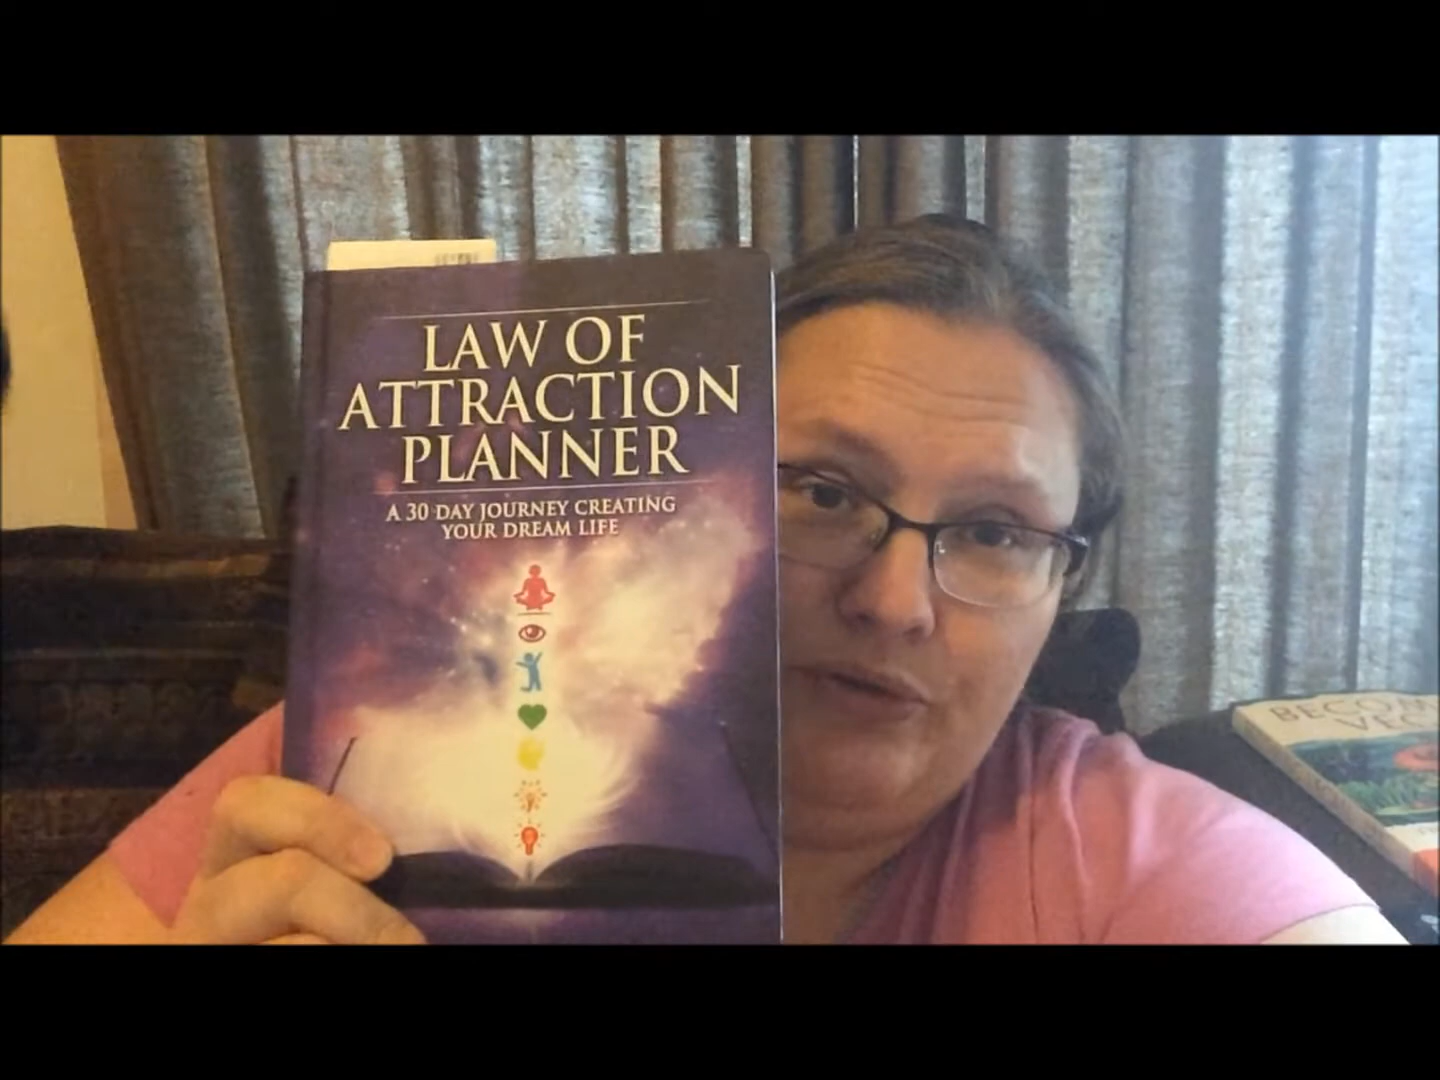 LAW OF
ATTRACTION
PLANNER
A 30 DAY JOURNEY CREATING
YOUR DREAM LIFE